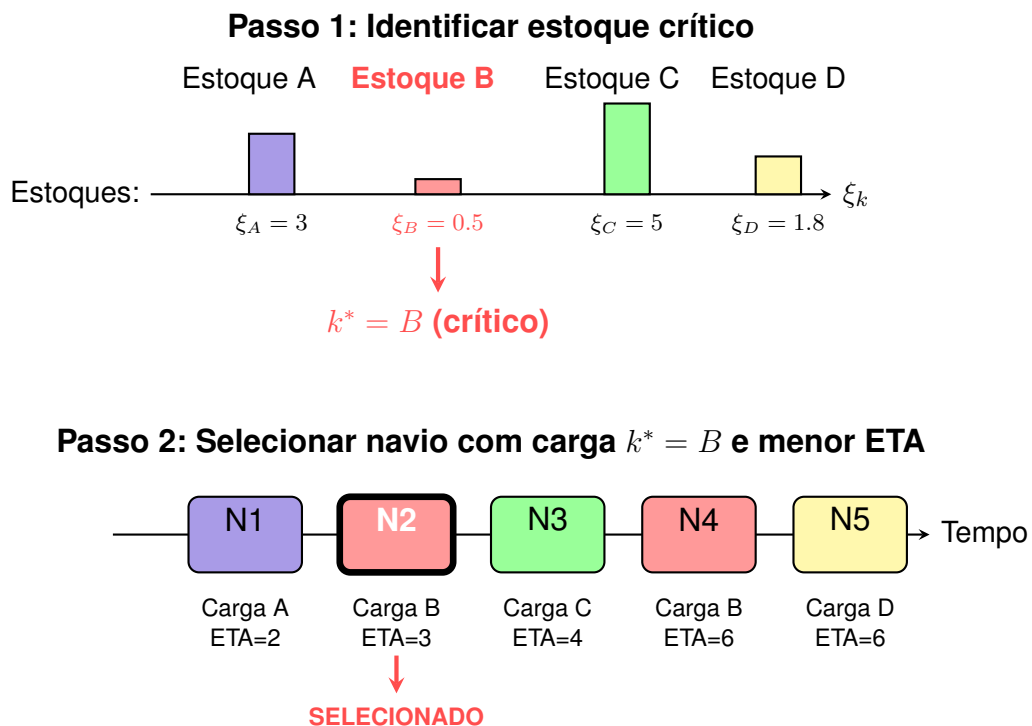 Passo 1: Identificar estoque crítico
Estoque A Estoque B Estoque C Estoque D
Estoques: ξ_k
ξ_A = 3 ξ_B = 0.5 ξ_C = 5 ξ_D = 1.8
k* = B (crítico)
Passo 2: Selecionar navio com carga k* = B e menor ETA
N1 N2 N3 N4 N5 Tempo
Carga A Carga B Carga C Carga B Carga D
ETA=2 ETA=3 ETA=4 ETA=6 ETA=6
SELECIONADO